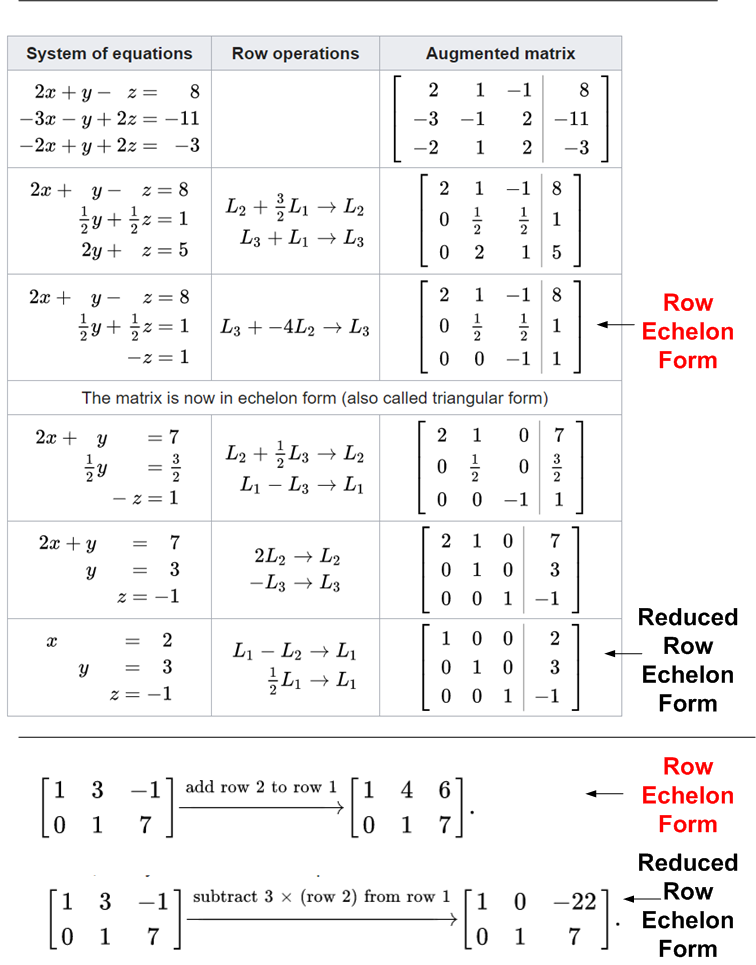 System of equations Row operations Augmented matrix
2x + y − z = 8 [ 2 1 −1 | 8 ]
−3x − y + 2z = −11 [ −3 −1 2 | −11 ]
−2x + y + 2z = −3 [ −2 1 2 | −3 ]
2x + y − z = 8 [ 2 1 −1 | 8 ]
½y + ½z = 1 L₂ + 3/2 L₁ → L₂ [ 0 ½ ½ | 1 ]
2y + z = 5 L₃ + L₁ → L₃ [ 0 2 1 | 5 ]
2x + y − z = 8 [ 2 1 −1 | 8 ]
½y + ½z = 1 L₃ + −4L₂ → L₃ [ 0 ½ ½ | 1 ]
−z = 1 [ 0 0 −1 | 1 ]
Row
Echelon
Form
The matrix is now in echelon form (also called triangular form)
2x + y = 7 [ 2 1 0 | 7 ]
½y = 3/2 L₂ + ½L₃ → L₂ [ 0 ½ 0 | 3/2 ]
− z = 1 L₁ − L₃ → L₁ [ 0 0 −1 | 1 ]
2x + y = 7 [ 2 1 0 | 7 ]
y = 3 2L₂ → L₂ [ 0 1 0 | 3 ]
z = −1 −L₃ → L₃ [ 0 0 1 | −1 ]
x = 2 [ 1 0 0 | 2 ]
y = 3 L₁ − L₂ → L₁ [ 0 1 0 | 3 ]
z = −1 ½L₁ → L₁ [ 0 0 1 | −1 ]
Reduced
Row
Echelon
Form
[ 1 3 −1 ] add row 2 to row 1 → [ 1 4 6 ]
[ 0 1 7 ] [ 0 1 7 ].
Row
Echelon
Form
[ 1 3 −1 ] subtract 3 × (row 2) from row 1 → [ 1 0 −22 ]
[ 0 1 7 ] [ 0 1 7 ].
Reduced
Row
Echelon
Form